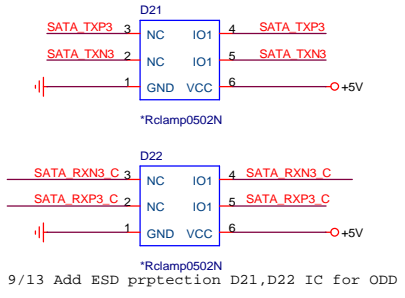 D21
SATA_TXP3 3 NC IO1 4 SATA_TXP3
SATA_TXN3 2 NC IO1 5 SATA_TXN3
1 GND VCC 6 +5V
*Rclamp0502N
D22
SATA_RXN3_C 3 NC IO1 4 SATA_RXN3_C
SATA_RXP3_C 2 NC IO1 5 SATA_RXP3_C
1 GND VCC 6 +5V
*Rclamp0502N
9/13 Add ESD prptection D21,D22 IC for ODD